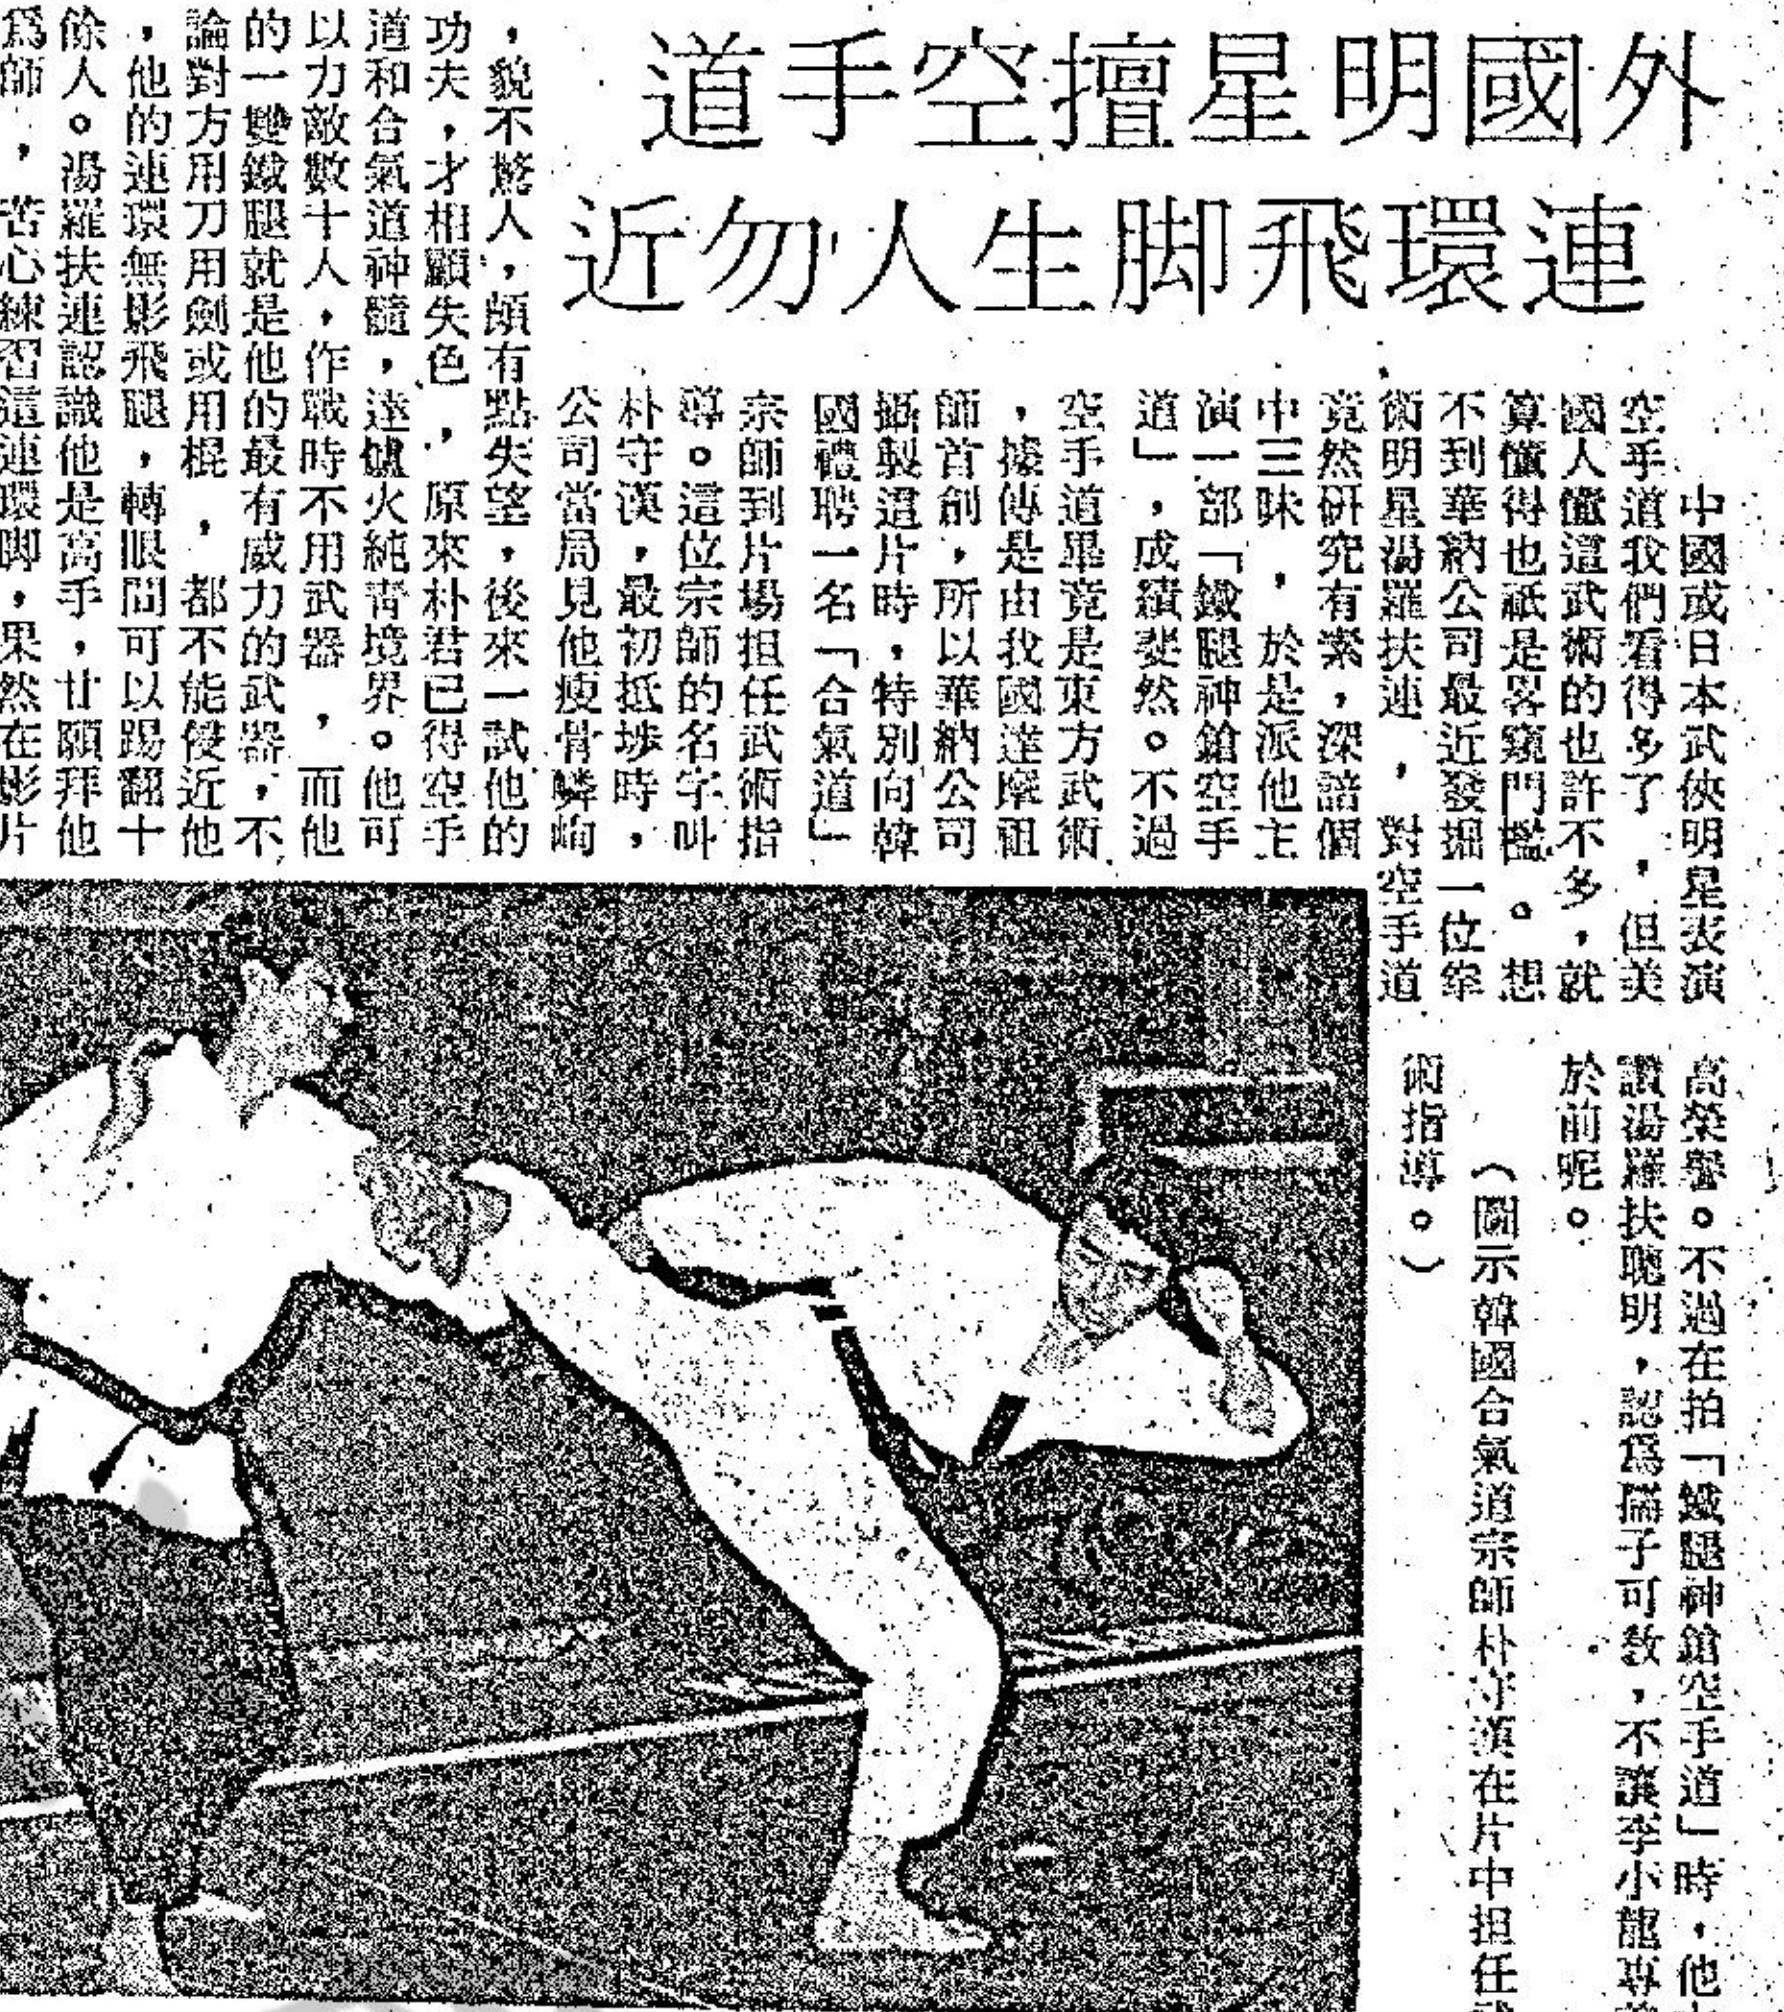 外國明星擅空手道
連環飛脚生人勿近
中國或日本武俠明星表演
空手道我們看得多了，但美
國人懂這武術的也許不多，就
算懂得也祇是畧窺門檻。想
不到華納公司最近發掘一位拳
術明星湯羅扶連，對空手道
竟然研究有素，深諳個
中三昧，於是派他主
演一部「鐵腿神鎗空手
道」，成績斐然。不過
空手道畢竟是東方武術
，據傳是由我國達摩祖
師首創，所以華納公司
攝製這片時，特別向韓
國禮聘一名「合氣道」
宗師到片場担任武術指
導。這位宗師的名字叫
朴守漢，最初抵埗時，
公司當局見他瘦骨嶙峋
，貌不驚人，頗有點失望，後來一試他的
功夫，才相顧失色，原來朴君已得空手
道和合氣道神髓，達爐火純靑境界。他可
以力敵數十人，作戰時不用武器，而他
的一雙鐵腿就是他的最有威力的武器，不
論對方用刀用劍或用棍，都不能侵近他
，他的連環無影飛腿，轉眼間可以踢翻十
餘人。湯羅扶連認識他是高手，甘願拜他
爲師，苦心練習這連環脚，果然在影片
高榮譽。不過在拍「鐵腿神鎗空手道」時，他
讚湯羅扶聰明，認爲孺子可敎，不讓李小龍專
於前呢。
（圖示韓國合氣道宗師朴守漢在片中担任武
術指導。）